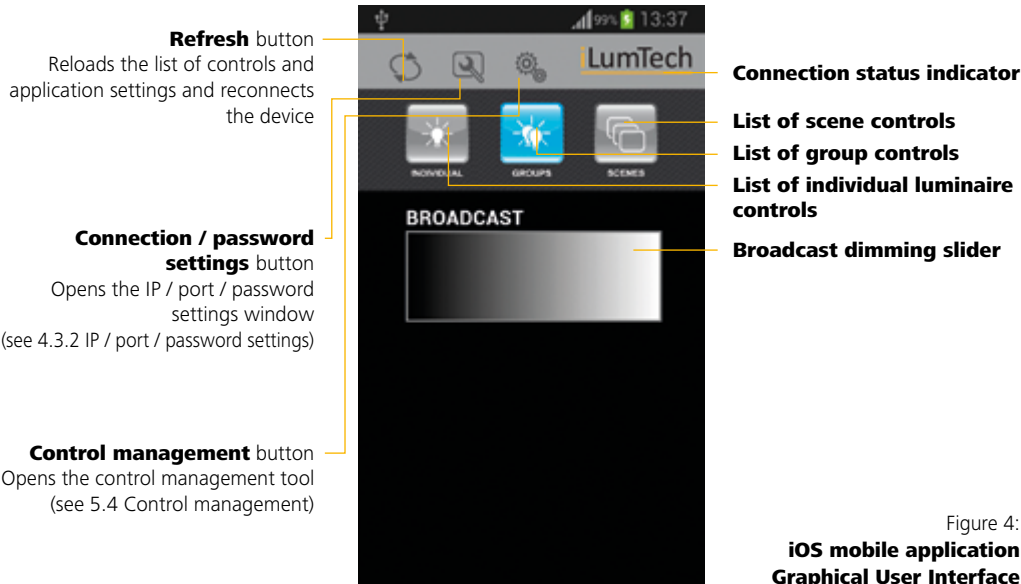 Refresh button
Reloads the list of controls and
application settings and reconnects
the device
Connection / password
settings button
Opens the IP / port / password
settings window
(see 4.3.2 IP / port / password settings)
Control management button
Opens the control management tool
(see 5.4 Control management)
99% 13:37
iLumTech
INDIVIDUAL
GROUPS
SCENES
BROADCAST
Connection status indicator
List of scene controls
List of group controls
List of individual luminaire
controls
Broadcast dimming slider
Figure 4:
iOS mobile application
Graphical User Interface